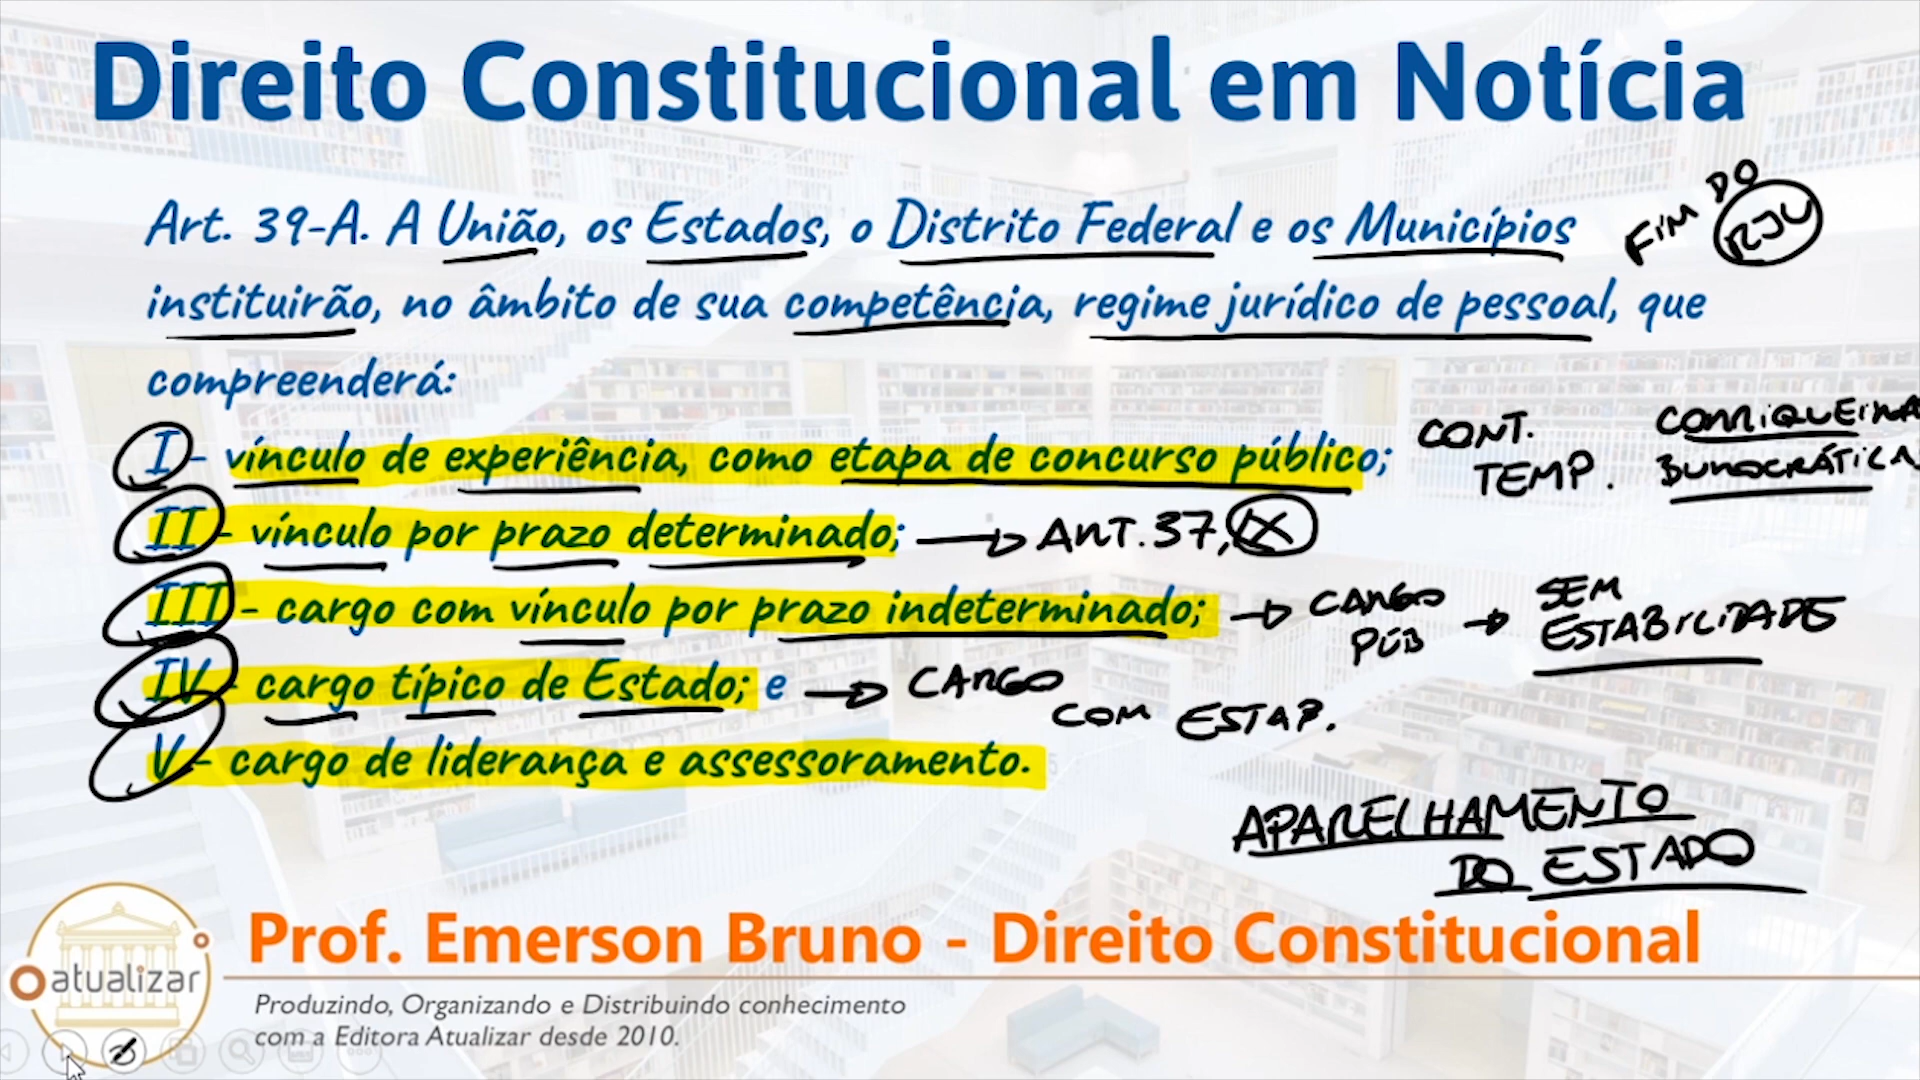 Direito Constitucional em Notícia
Art. 39-A. A União, os Estados, o Distrito Federal e os Municípios
FIM DO
RJU
instituirão, no âmbito de sua competência, regime jurídico de pessoal, que
compreenderá:
I - vínculo de experiência, como etapa de concurso público;
CONT.
TEMP.
CORRIQUEIRA
BUROCRÁTICA
II - vínculo por prazo determinado;
ART. 37, IX
III - cargo com vínculo por prazo indeterminado;
CARGO
PÚB
SEM
ESTABILIDADE
IV - cargo típico de Estado; e
CARGO
COM ESTAB.
V - cargo de liderança e assessoramento.
APARELHAMENTO
DO ESTADO
Prof. Emerson Bruno - Direito Constitucional
atualizar
Produzindo, Organizando e Distribuindo conhecimento
com a Editora Atualizar desde 2010.